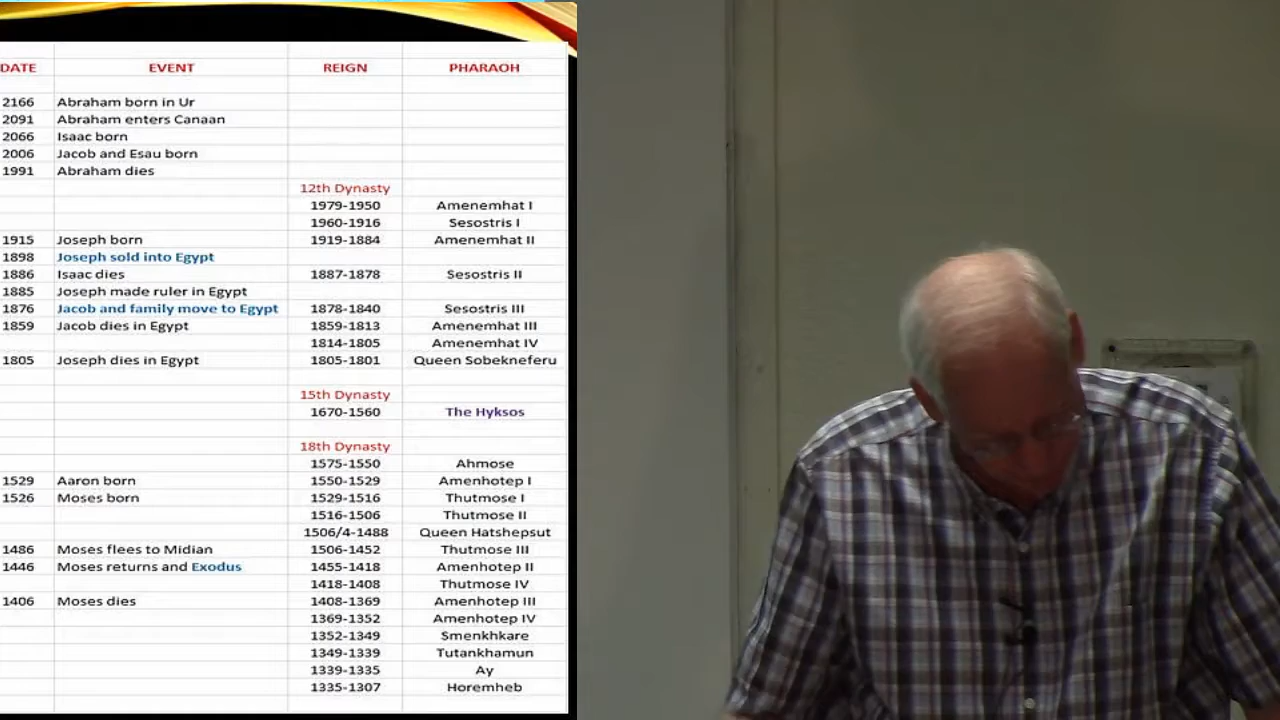 DATE EVENT REIGN PHARAOH
2166 Abraham born in Ur
2091 Abraham enters Canaan
2066 Isaac born
2006 Jacob and Esau born
1991 Abraham dies
12th Dynasty
1979-1950 Amenemhat I
1960-1916 Sesostris I
1915 Joseph born 1919-1884 Amenemhat II
1898 Joseph sold into Egypt
1886 Isaac dies 1887-1878 Sesostris II
1885 Joseph made ruler in Egypt
1876 Jacob and family move to Egypt 1878-1840 Sesostris III
1859 Jacob dies in Egypt 1859-1813 Amenemhat III
1814-1805 Amenemhat IV
1805 Joseph dies in Egypt 1805-1801 Queen Sobekneferu
15th Dynasty
1670-1560 The Hyksos
18th Dynasty
1575-1550 Ahmose
1529 Aaron born 1550-1529 Amenhotep I
1526 Moses born 1529-1516 Thutmose I
1516-1506 Thutmose II
1506/4-1488 Queen Hatshepsut
1486 Moses flees to Midian 1506-1452 Thutmose III
1446 Moses returns and Exodus 1455-1418 Amenhotep II
1418-1408 Thutmose IV
1406 Moses dies 1408-1369 Amenhotep III
1369-1352 Amenhotep IV
1352-1349 Smenkhkare
1349-1339 Tutankhamun
1339-1335 Ay
1335-1307 Horemheb